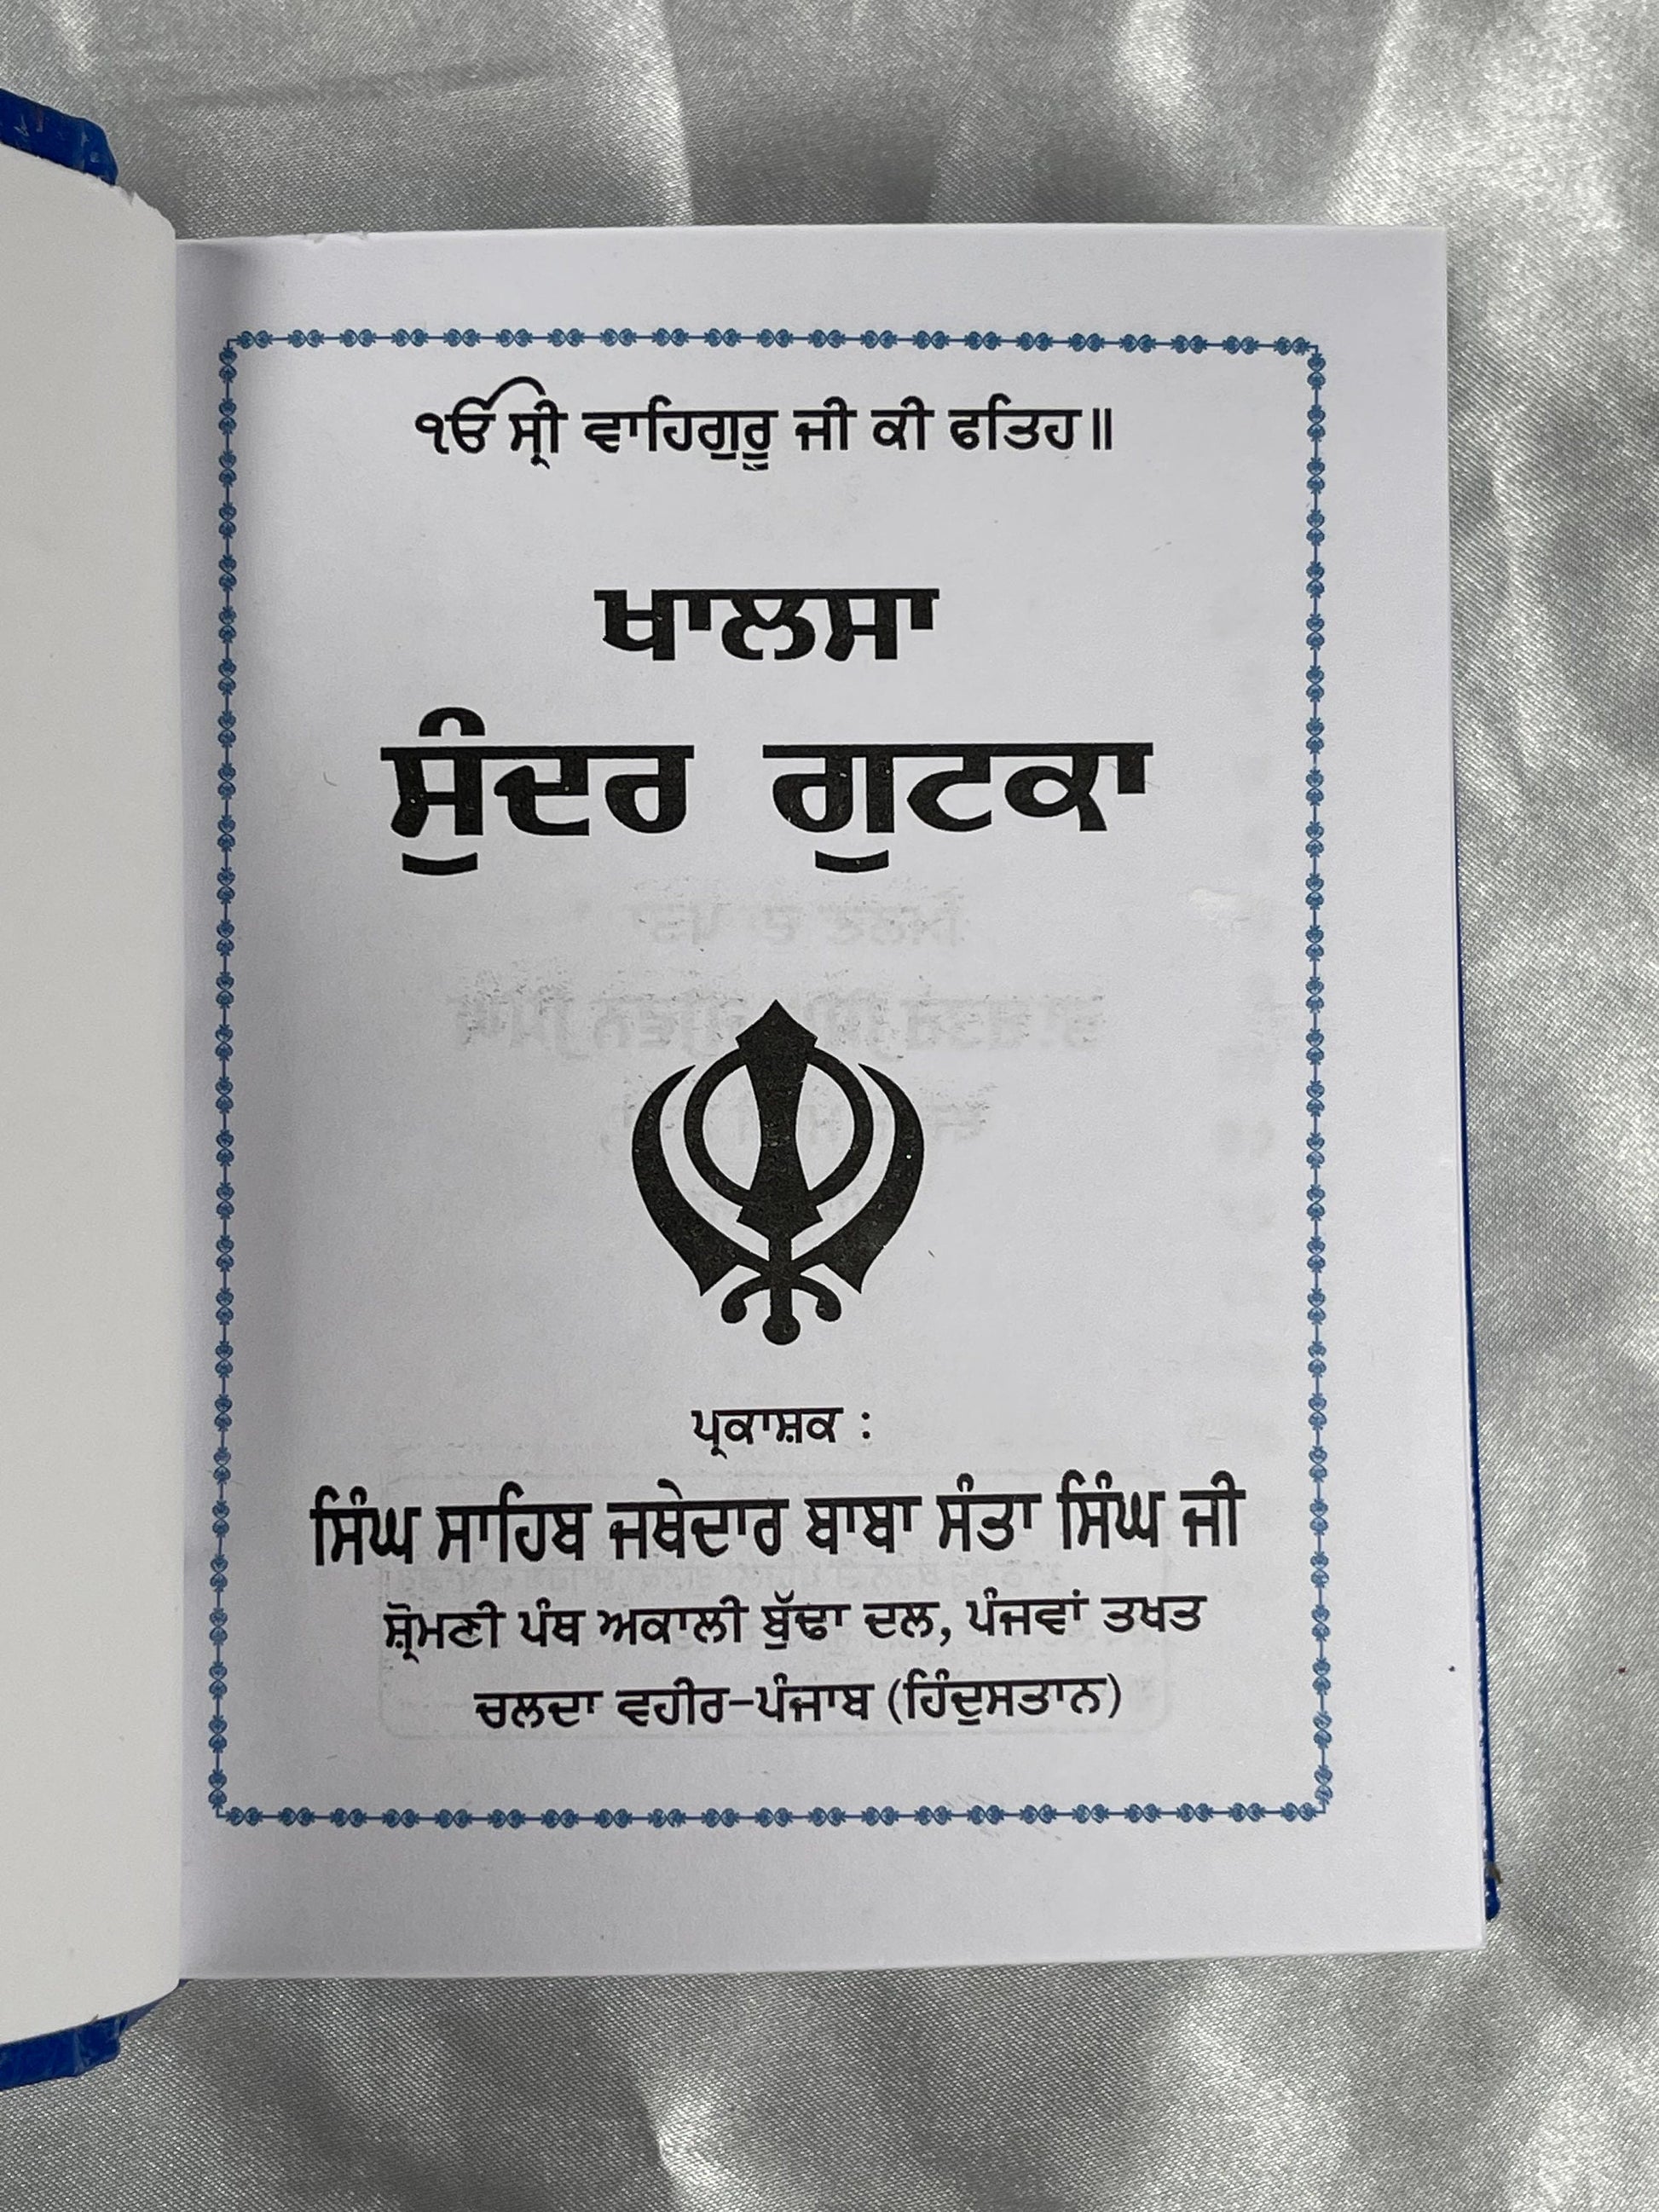 ੴ ਸ੍ਰੀ ਵਾਹਿਗੁਰੂ ਜੀ ਕੀ ਫਤਿਹ॥
ਖਾਲਸਾ
ਸੁੰਦਰ ਗੁਟਕਾ
ਪ੍ਰਕਾਸ਼ਕ :
ਸਿੰਘ ਸਾਹਿਬ ਜਥੇਦਾਰ ਬਾਬਾ ਸੰਤਾ ਸਿੰਘ ਜੀ
ਸ਼੍ਰੋਮਣੀ ਪੰਥ ਅਕਾਲੀ ਬੁੱਢਾ ਦਲ, ਪੰਜਵਾਂ ਤਖਤ
ਚਲਦਾ ਵਹੀਰ-ਪੰਜਾਬ (ਹਿੰਦੁਸਤਾਨ)